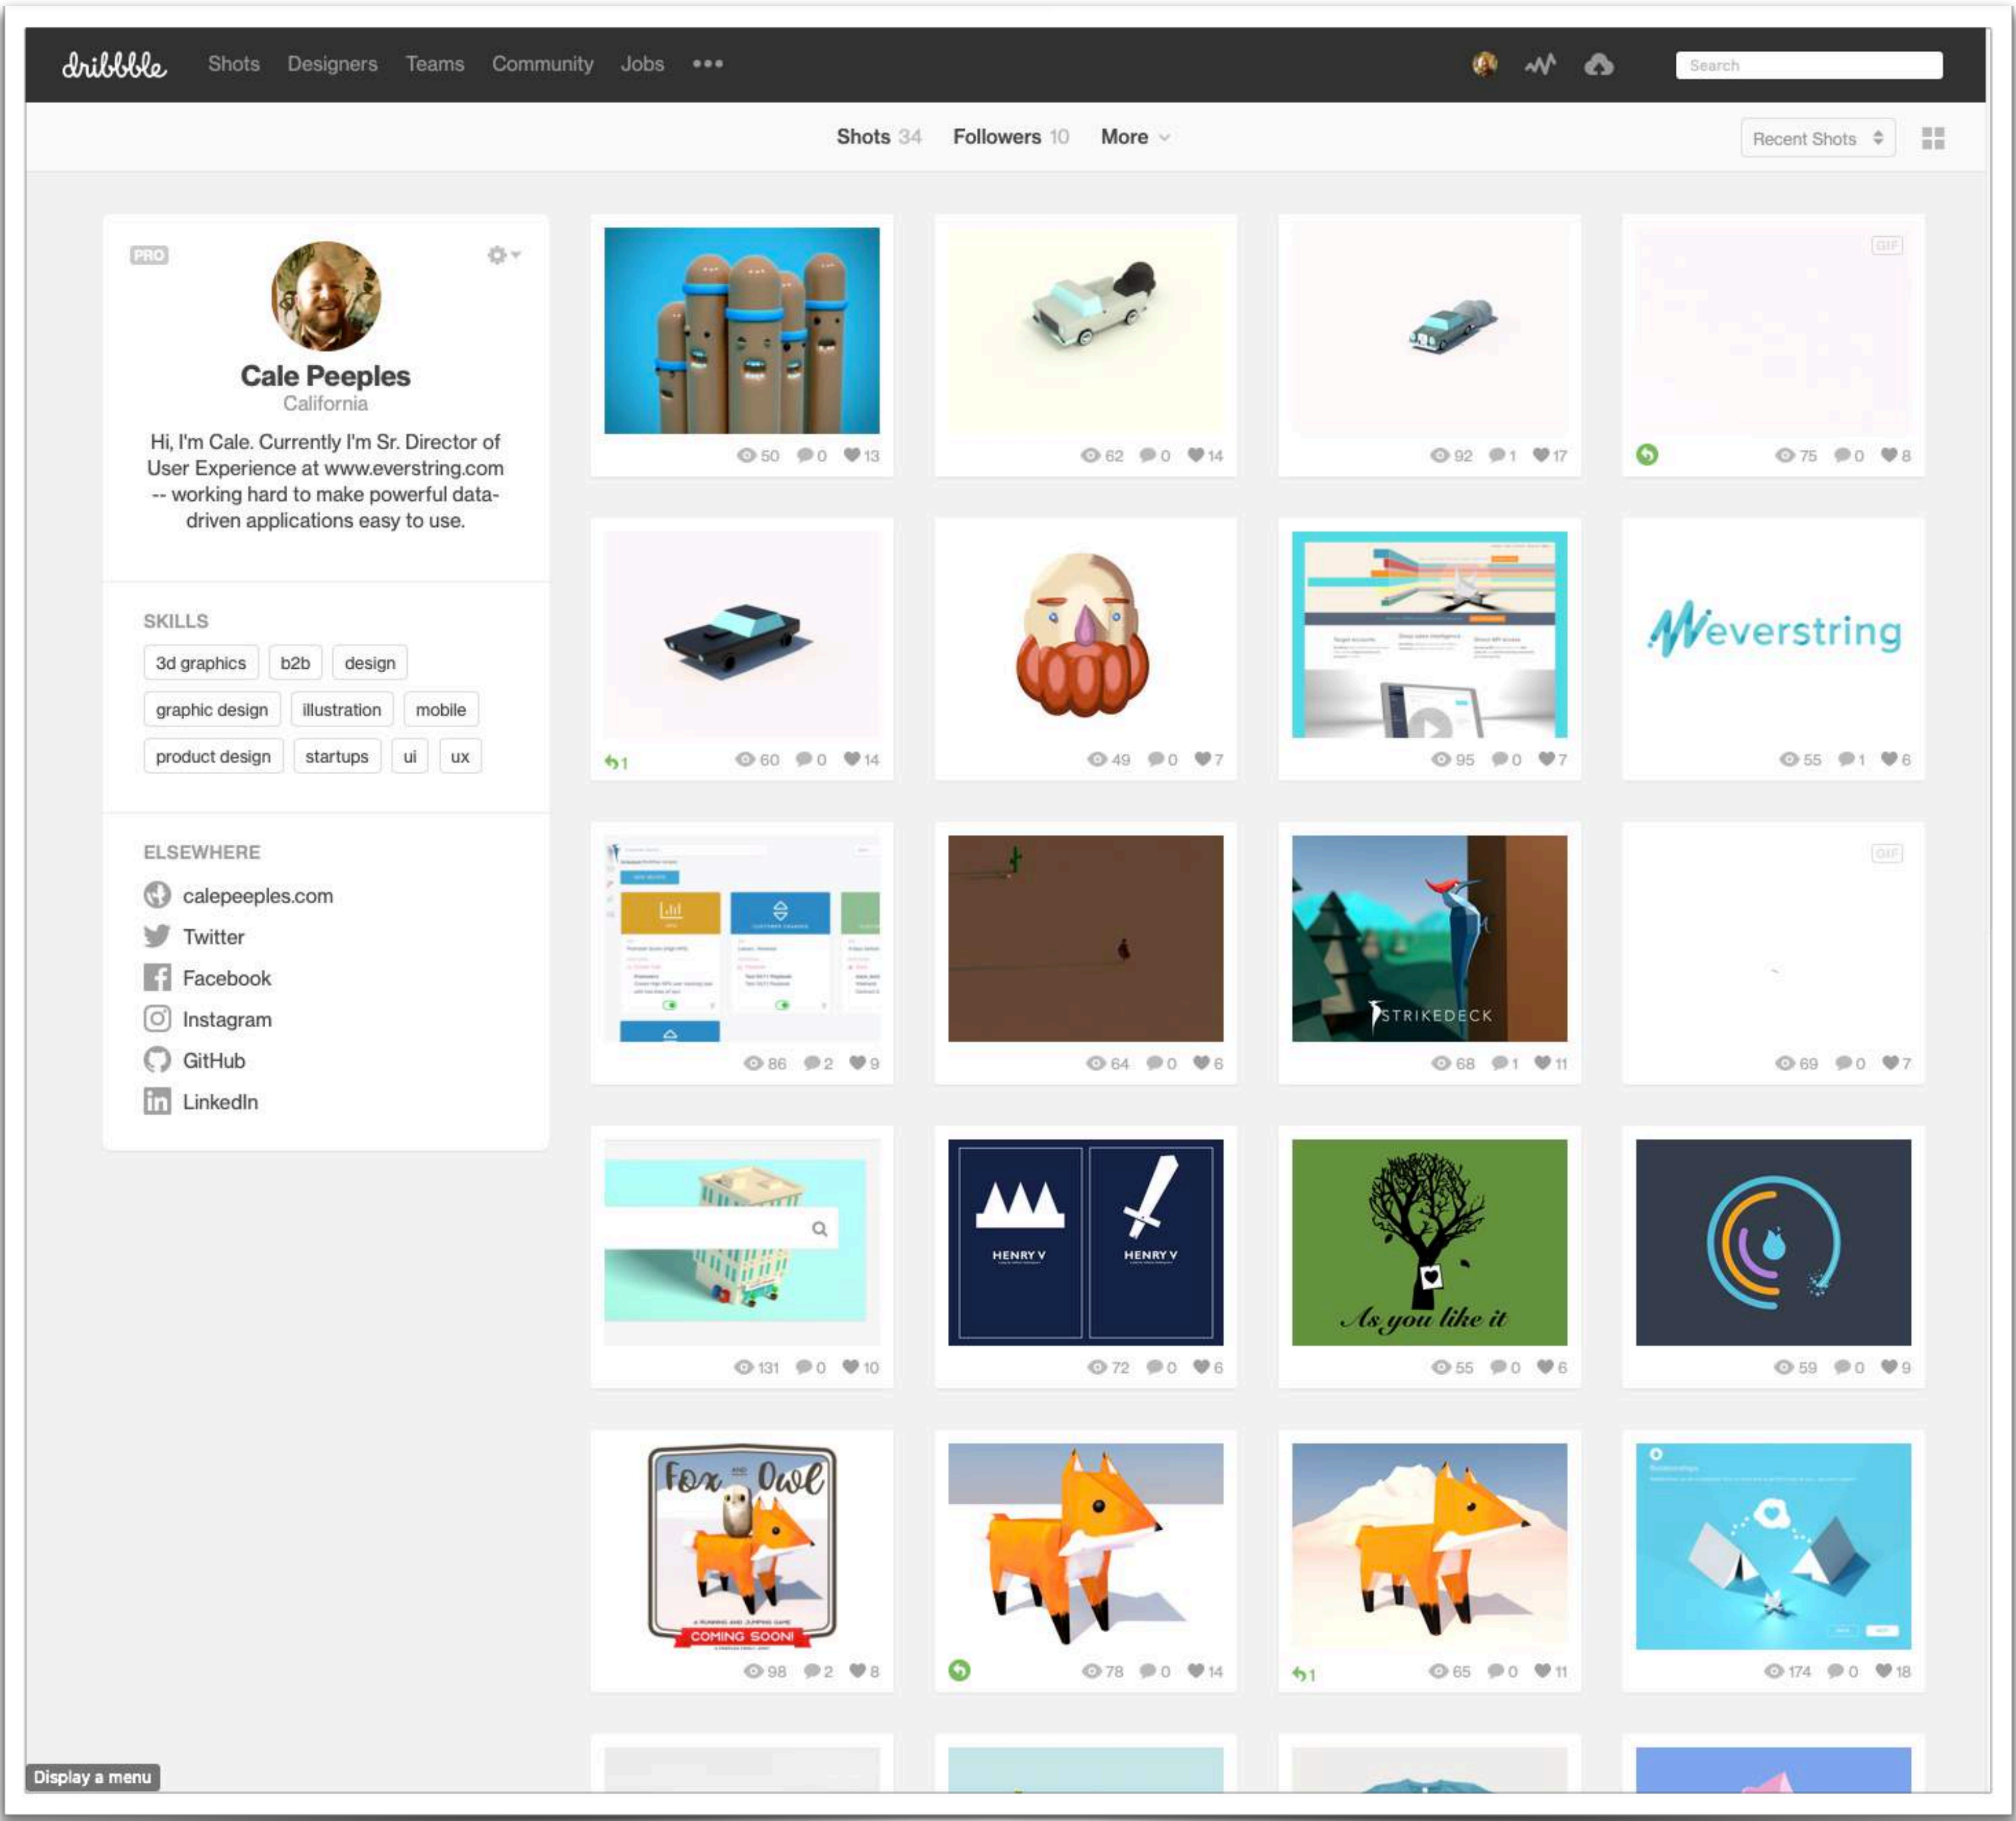 dribbble Shots Designers Teams Community Jobs ••• Search
Shots 34 Followers 10 More Recent Shots
PRO
Cale Peeples
California
Hi, I'm Cale. Currently I'm Sr. Director of
User Experience at www.everstring.com
-- working hard to make powerful data-
driven applications easy to use.
SKILLS
3d graphics b2b design
graphic design illustration mobile
product design startups ui ux
ELSEWHERE
calepeeples.com
Twitter
Facebook
Instagram
GitHub
LinkedIn
GIF
50 0 13
62 0 14
92 1 17
75 0 8
everstring
1 60 0 14
49 0 7
95 0 7
55 1 6
STRIKEDECK
GIF
86 2 9
64 0 6
68 1 11
69 0 7
HENRY V
HENRY V
As you like it
131 0 10
72 0 6
55 0 6
59 0 9
Fox AND Owl
A RUNNING AND JUMPING GAME
COMING SOON!
Relationships
98 2 8
78 0 14
1 65 0 11
174 0 18
Display a menu